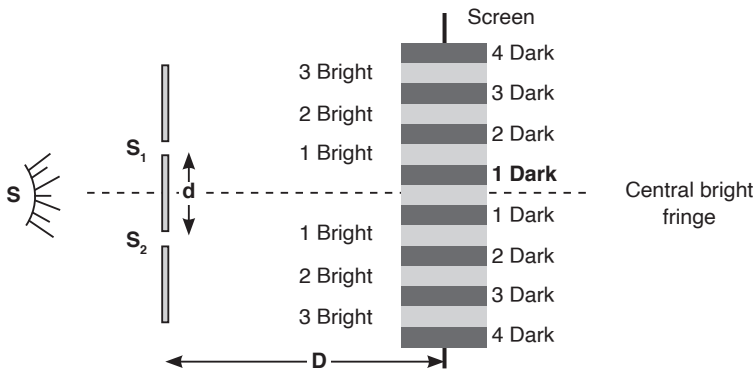 Screen
4 Dark
3 Bright
3 Dark
2 Bright
2 Dark
S₁
1 Bright
1 Dark
S
d
Central bright
fringe
1 Dark
S₂
1 Bright
2 Dark
2 Bright
3 Dark
3 Bright
4 Dark
D